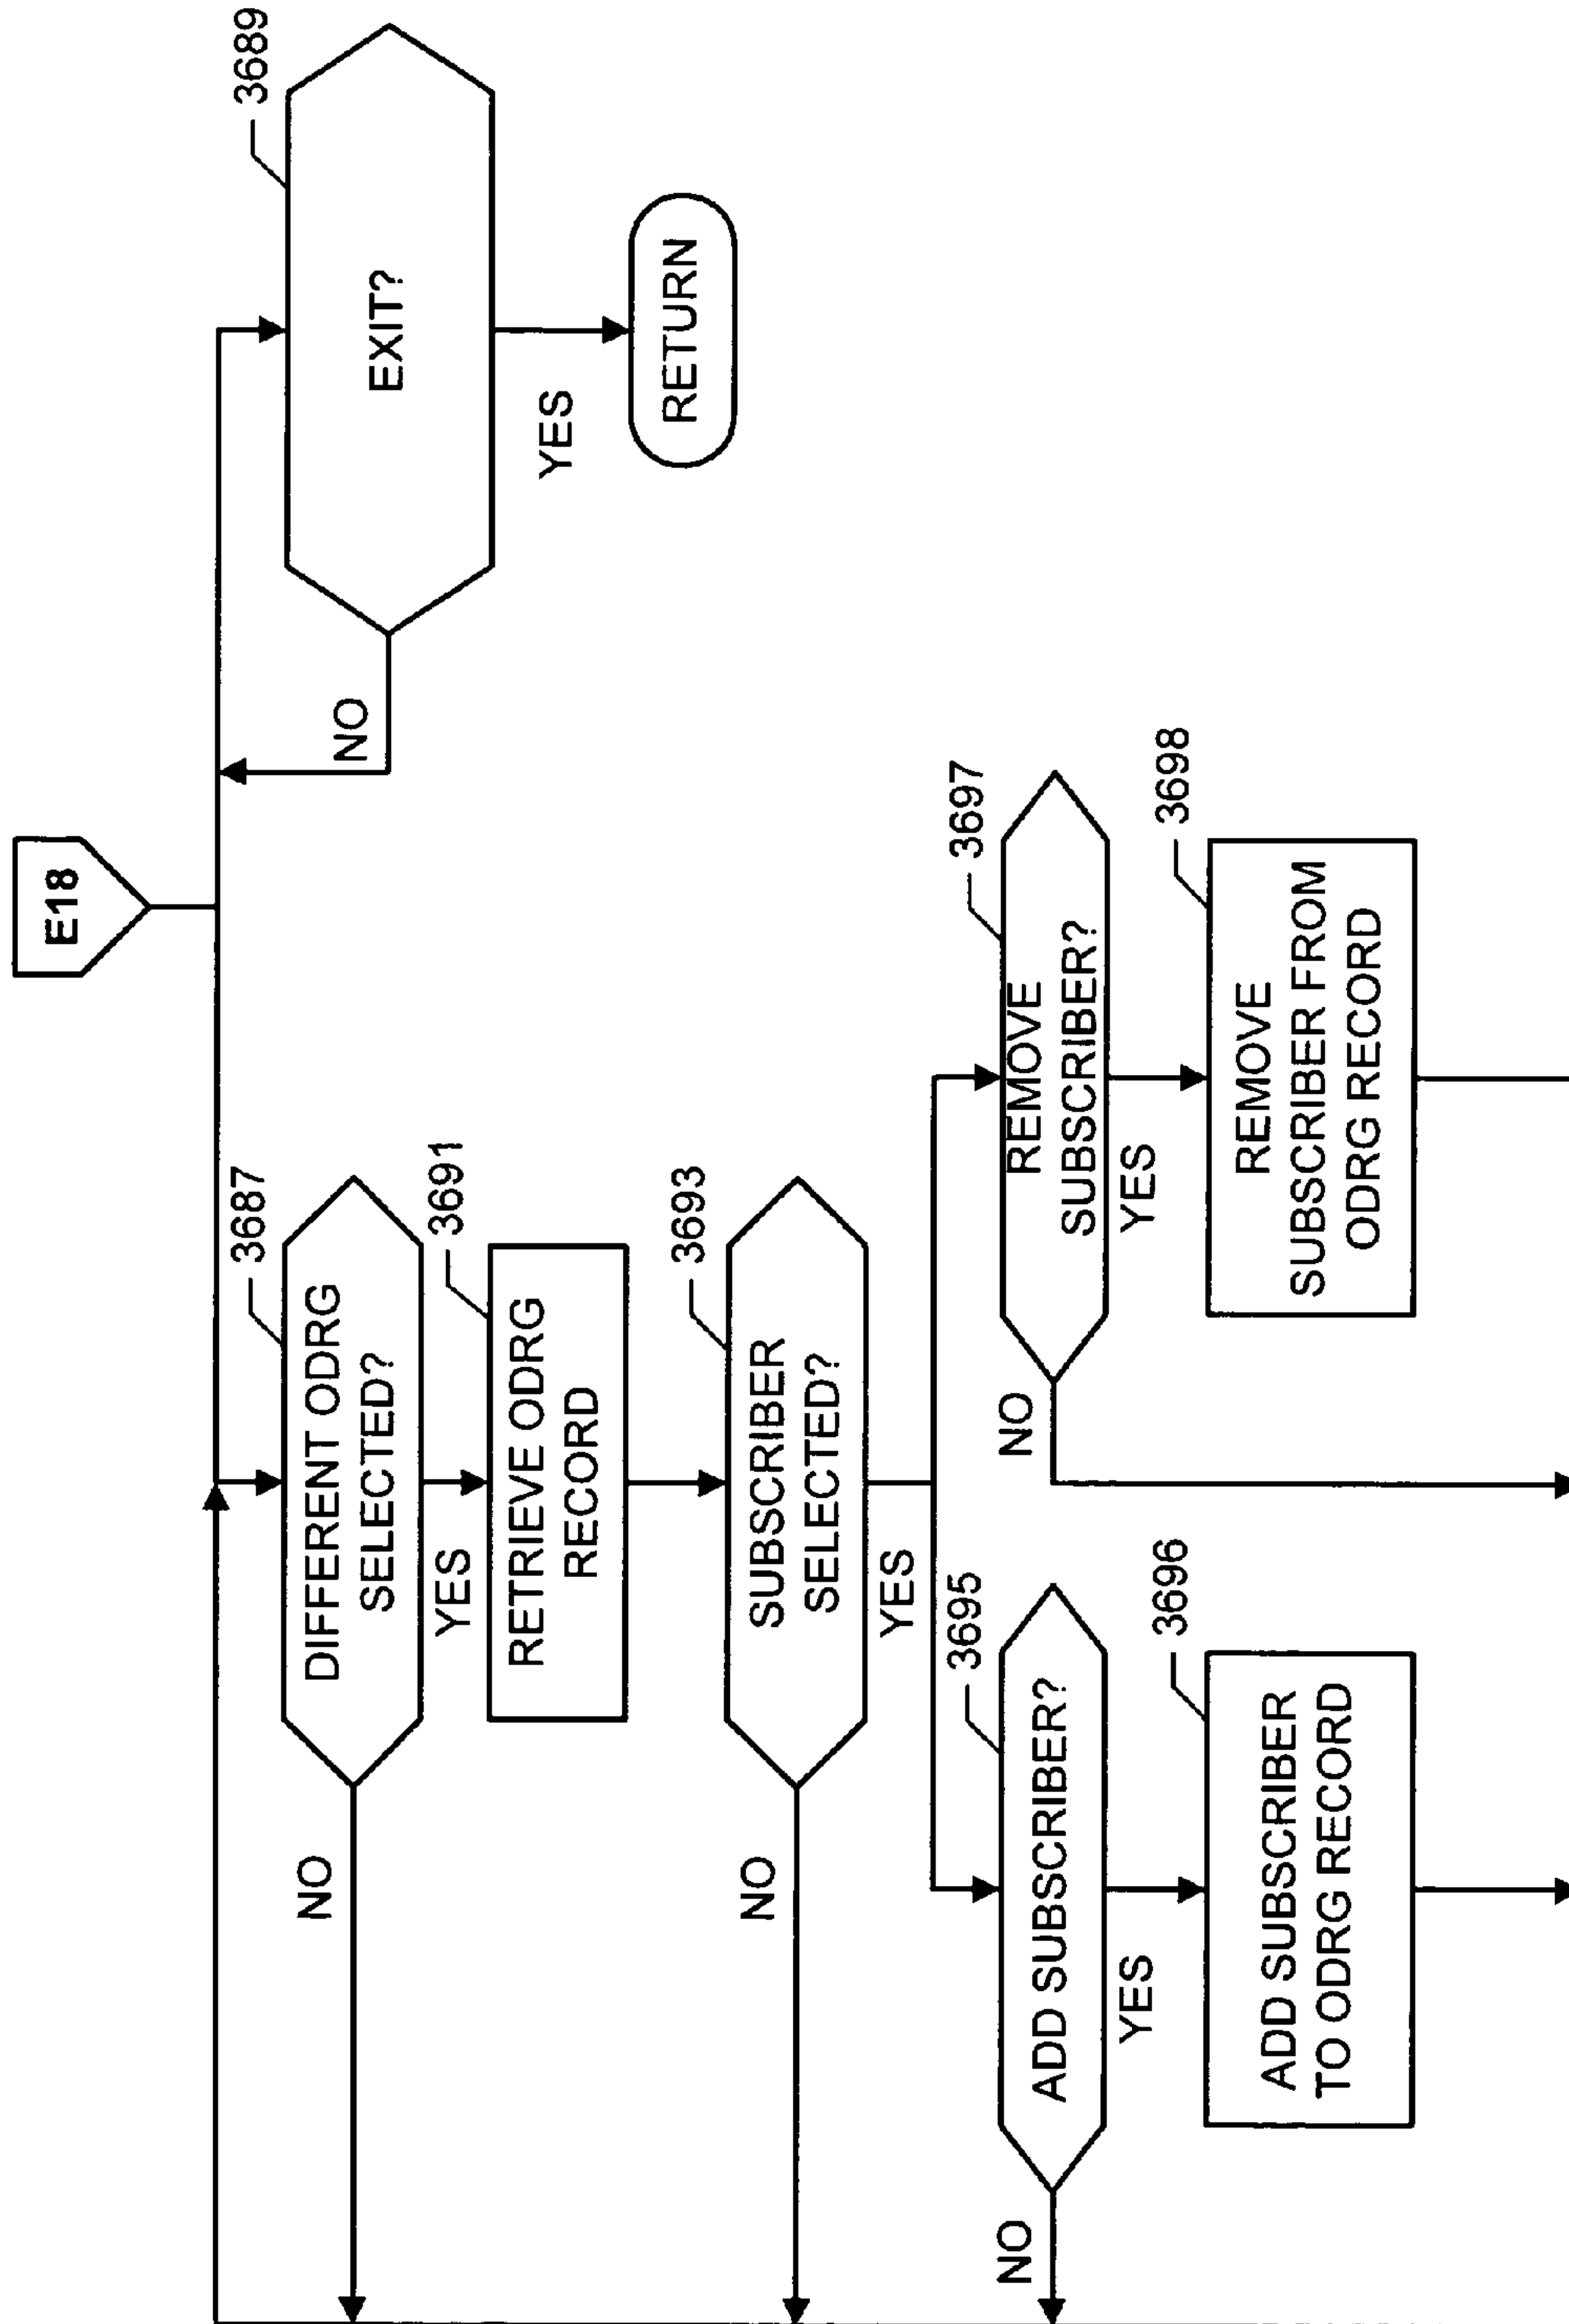 E18
3687
DIFFERENT ODRG
SELECTED?
NO
YES
3689
EXIT?
NO
YES
RETURN
3691
RETRIEVE ODRG
RECORD
3693
SUBSCRIBER
SELECTED?
NO
YES
3695
ADD SUBSCRIBER?
NO
YES
3696
ADD SUBSCRIBER
TO ODRG RECORD
3697
REMOVE
SUBSCRIBER?
NO
YES
3698
REMOVE
SUBSCRIBER FROM
ODRG RECORD